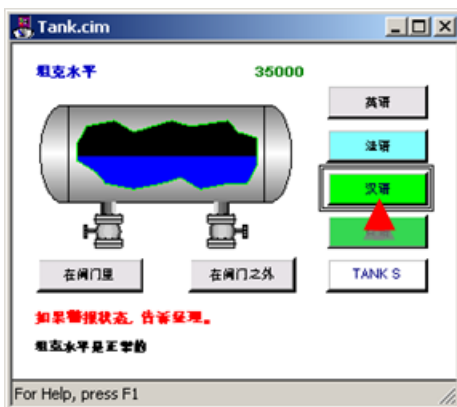 Tank.cim
坦克水平 35000
英语
法语
汉语
在阀门里
在阀门之外
TANK S
如果警报状态, 告诉经理。
坦克水平是正常的
For Help, press F1